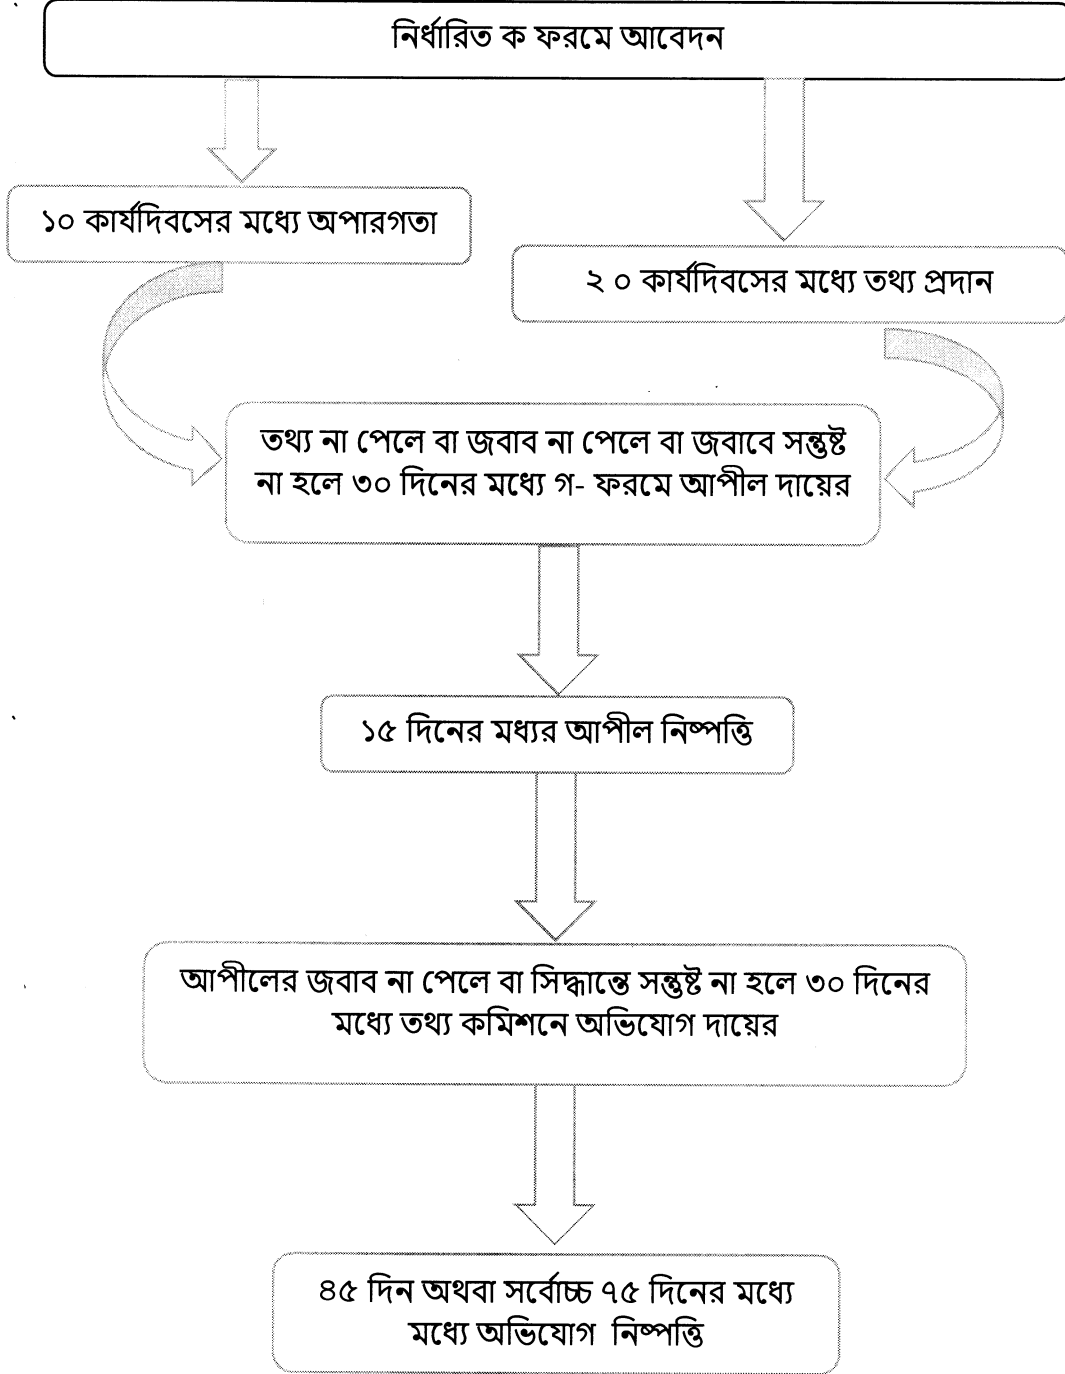 নির্ধারিত ক ফরমে আবেদন
১০ কার্যদিবসের মধ্যে অপারগতা
২ ০ কার্যদিবসের মধ্যে তথ্য প্রদান
তথ্য না পেলে বা জবাব না পেলে বা জবাবে সন্তুষ্ট
না হলে ৩০ দিনের মধ্যে গ- ফরমে আপীল দায়ের
১৫ দিনের মধ্যর আপীল নিষ্পত্তি
আপীলের জবাব না পেলে বা সিদ্ধান্তে সন্তুষ্ট না হলে ৩০ দিনের
মধ্যে তথ্য কমিশনে অভিযোগ দায়ের
৪৫ দিন অথবা সর্বোচ্চ ৭৫ দিনের মধ্যে
মধ্যে অভিযোগ নিষ্পত্তি